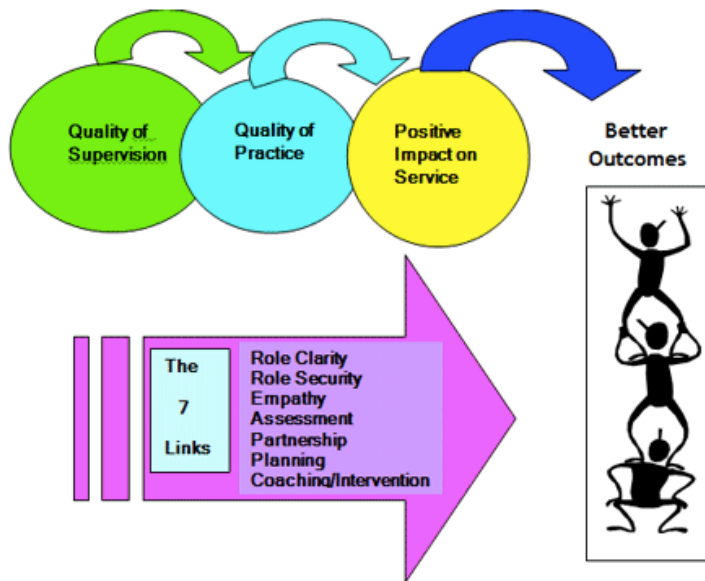 Quality of
Supervision
Quality of
Practice
Positive
Impact on
Service
Better
Outcomes
The
7
Links
Role Clarity
Role Security
Empathy
Assessment
Partnership
Planning
Coaching/Intervention